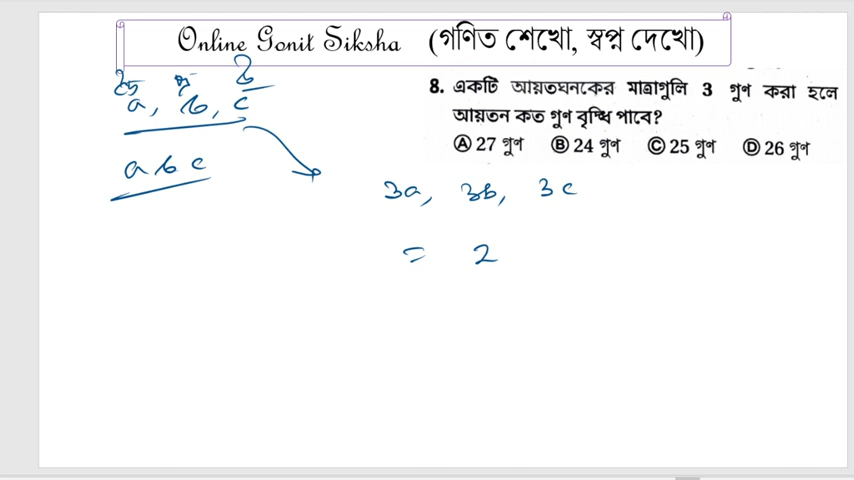 Online Gonit Siksha (গণিত শেখো, স্বপ্ন দেখো)
8. একটি আয়তঘনকের মাত্রাগুলি 3 গুণ করা হলে
আয়তন কত গুণ বৃদ্ধি পাবে?
Ⓐ 27 গুণ Ⓑ 24 গুণ Ⓒ 25 গুণ Ⓓ 26 গুণ
a, b, c
abc
3a, 3b, 3c
= 2